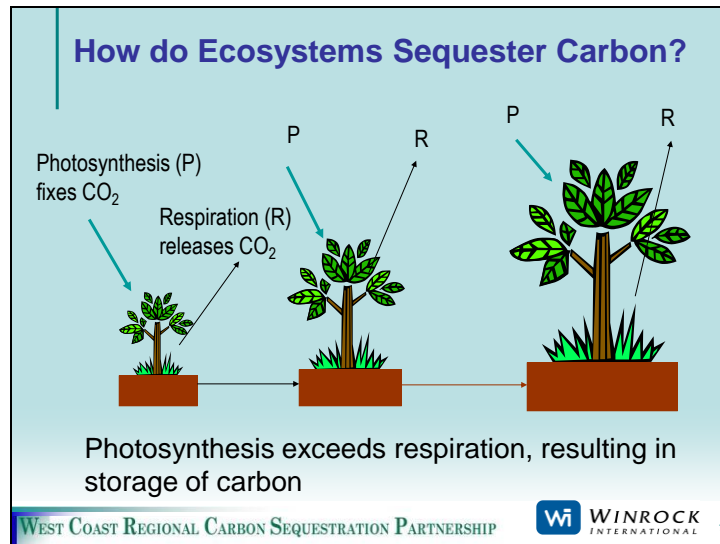 How do Ecosystems Sequester Carbon?
P
R
P
R
Photosynthesis (P)
fixes CO₂
Respiration (R)
releases CO₂
Photosynthesis exceeds respiration, resulting in
storage of carbon
WEST COAST REGIONAL CARBON SEQUESTRATION PARTNERSHIP
Wi WINROCK
INTERNATIONAL